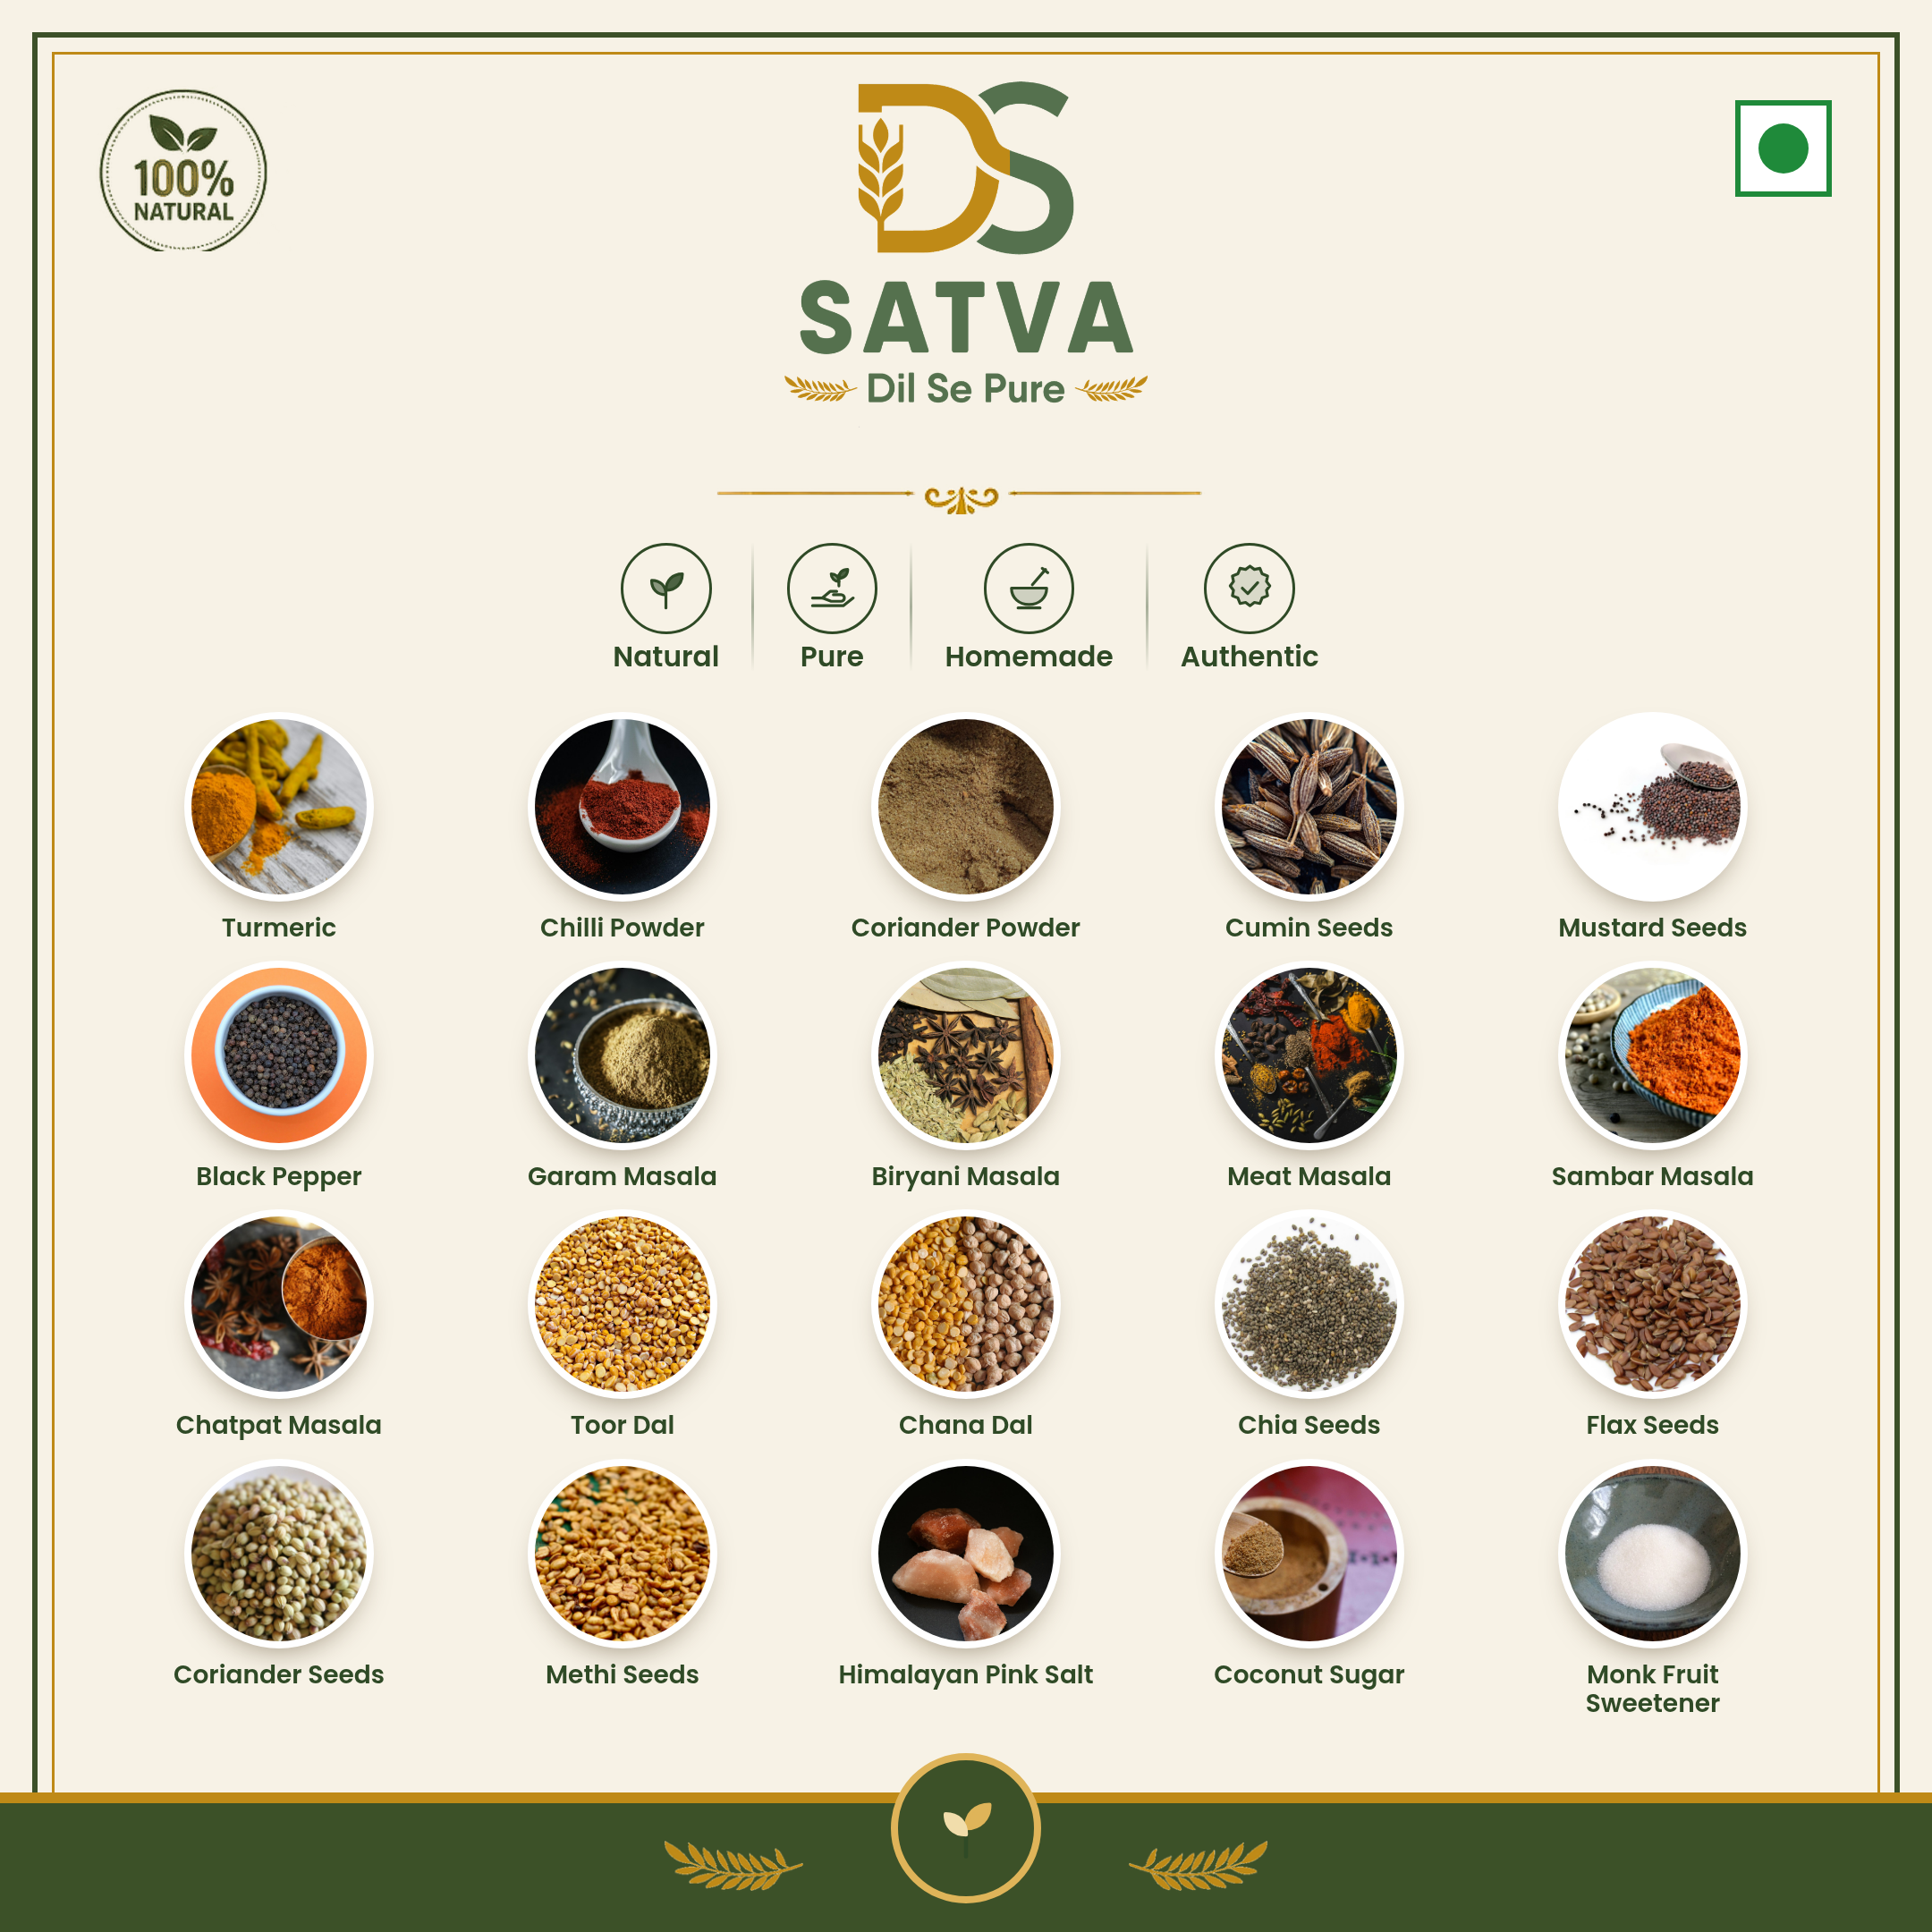 100%
NATURAL
DS
SATVA
Dil Se Pure
Natural
Pure
Homemade
Authentic
Turmeric
Chilli Powder
Coriander Powder
Cumin Seeds
Mustard Seeds
Black Pepper
Garam Masala
Biryani Masala
Meat Masala
Sambar Masala
Chatpat Masala
Toor Dal
Chana Dal
Chia Seeds
Flax Seeds
Coriander Seeds
Methi Seeds
Himalayan Pink Salt
Coconut Sugar
Monk Fruit
Sweetener